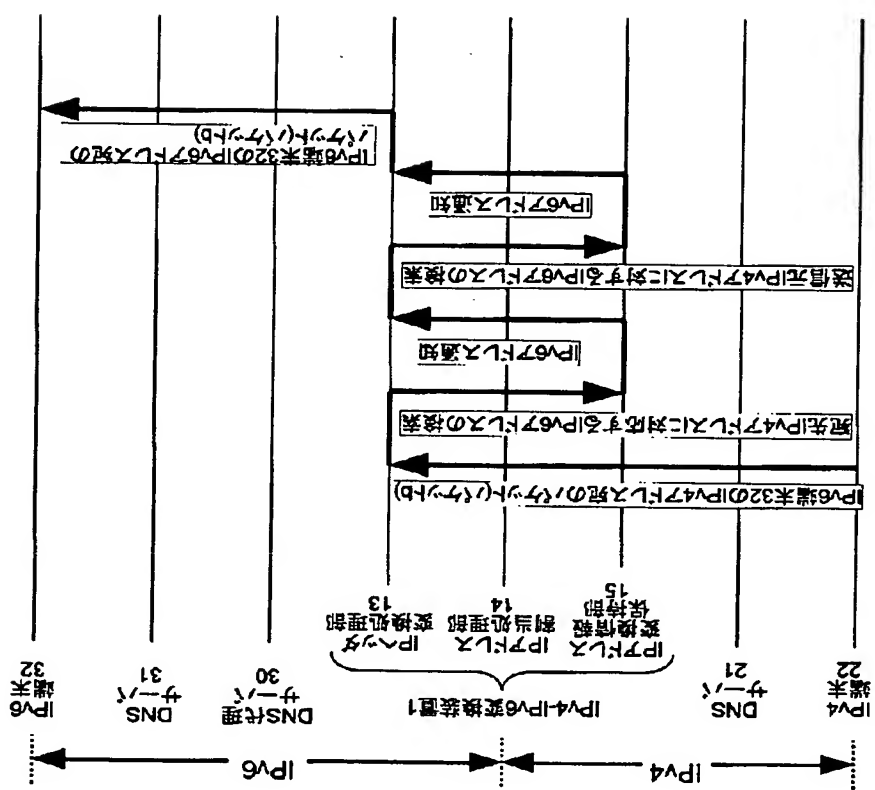 IPv4
IPv6
IPv4
端末
22
DNS
サーバ
21
IPv4-IPv6変換装置1
IPアドレス
変換情報
保持部
15
IPアドレス
割当処理部
14
IPヘッダ
変換処理部
13
DNS代理
サーバ
30
DNS
サーバ
31
IPv6
端末
32
IPv6端末32のIPv4アドレスの宛のパケット(パケットb)
宛先IPv4アドレスに対応するIPv6アドレスの検索
IPv6アドレス通知
送信元IPv4アドレスに対するIPv6アドレスの検索
IPv6アドレス通知
IPv6端末32のIPv6アドレス宛の
パケット(パケットb)